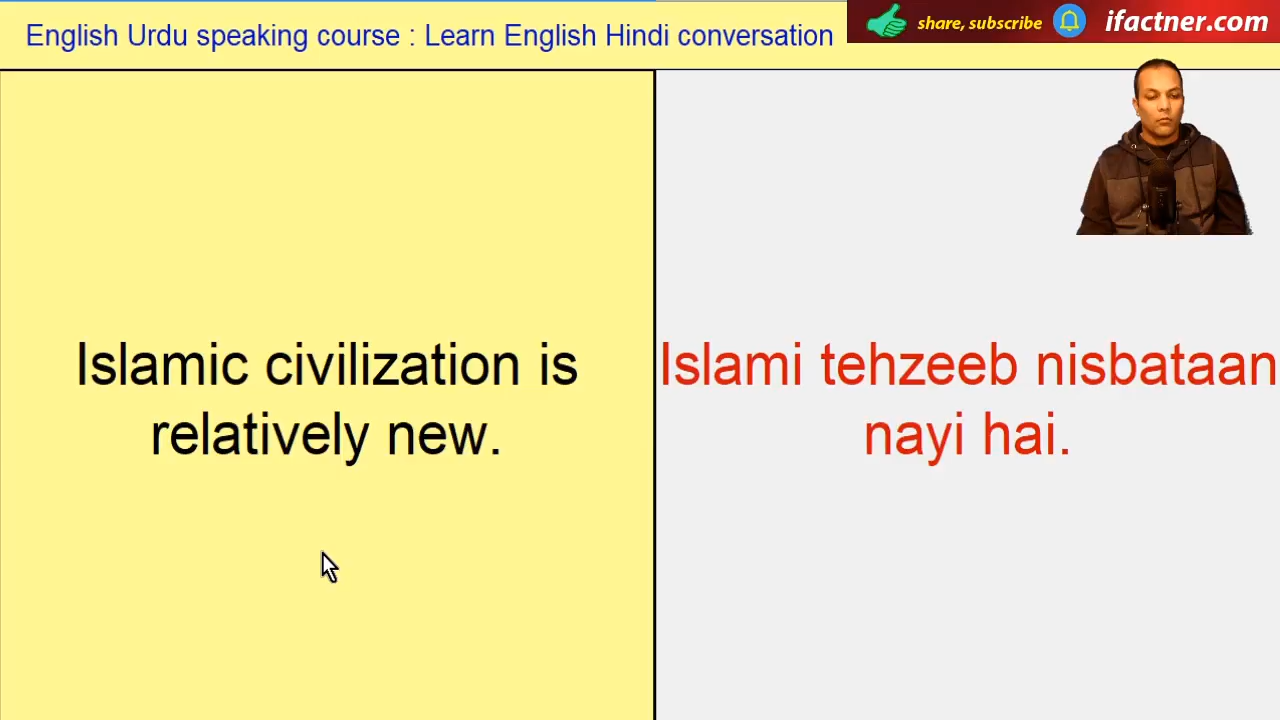 English Urdu speaking course : Learn English Hindi conversation
share, subscribe
ifactner.com
Islamic civilization is
relatively new.
Islami tehzeeb nisbataan
nayi hai.